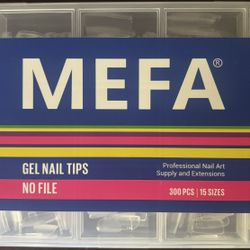 MEFA®
GEL NAIL TIPS
NO FILE
Professional Nail Art
Supply and Extensions
300 PCS | 15 SIZES